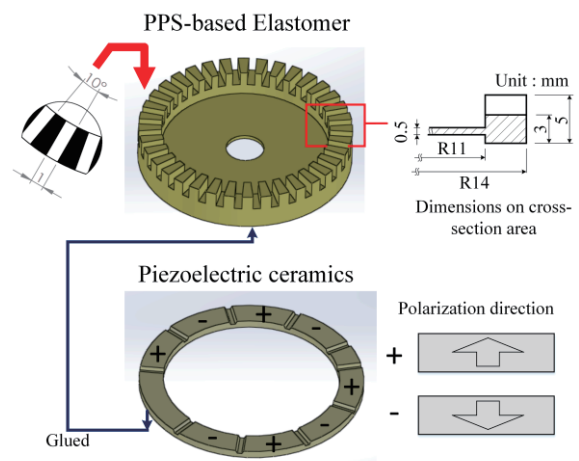 PPS-based Elastomer
10°
1
Unit : mm
0.5
3
5
R11
R14
Dimensions on cross-
section area
Piezoelectric ceramics
Polarization direction
+ - + - + - + - +
+
-
Glued